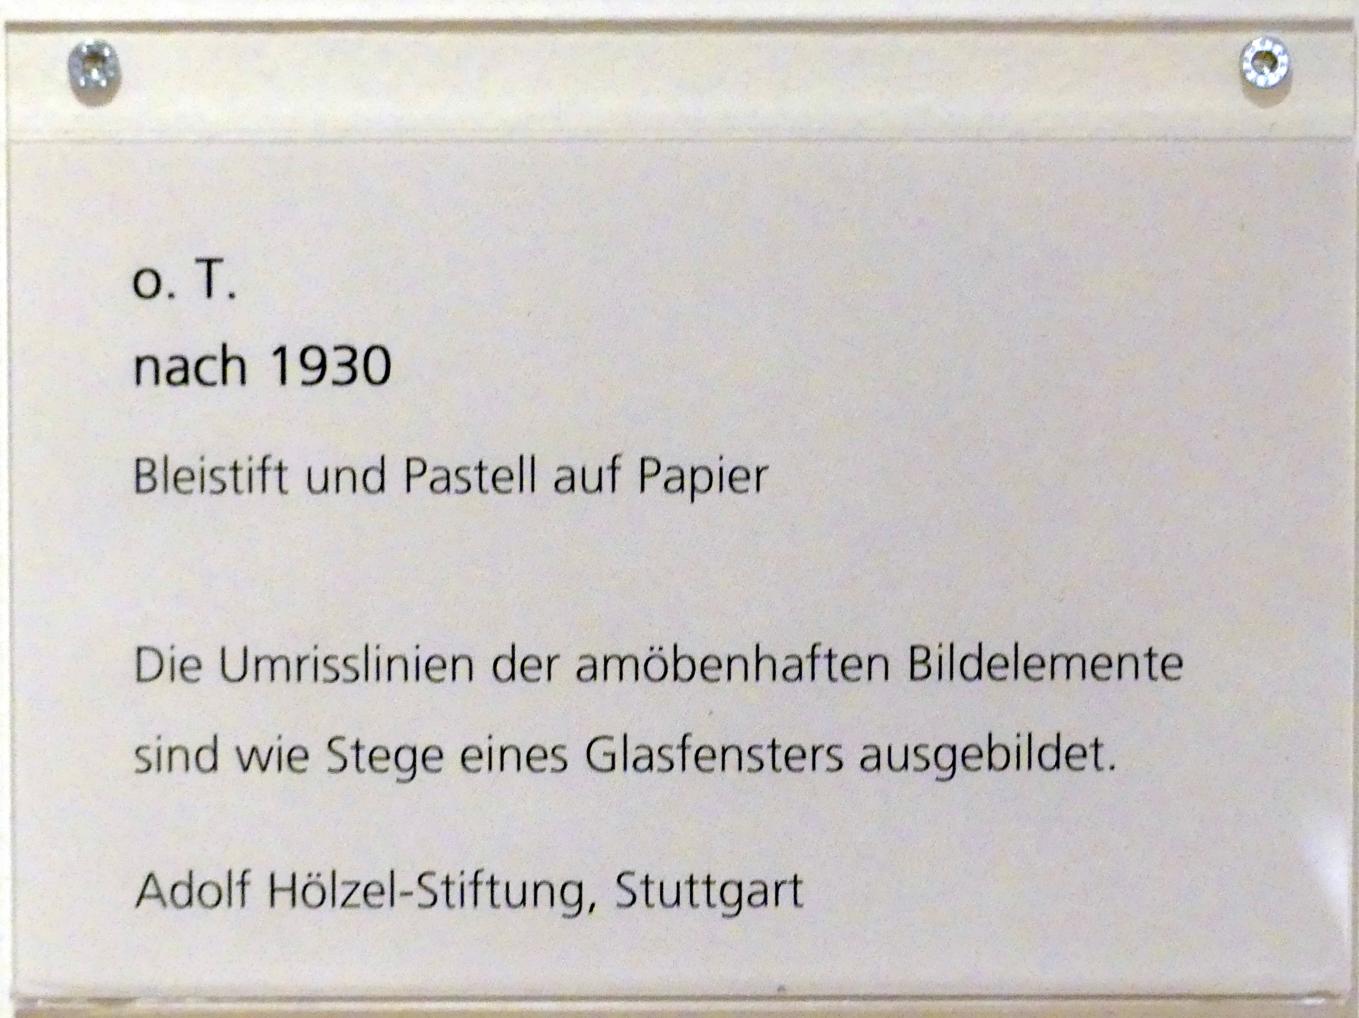 o. T.
nach 1930
Bleistift und Pastell auf Papier
Die Umrisslinien der amöbenhaften Bildelemente
sind wie Stege eines Glasfensters ausgebildet.
Adolf Hölzel-Stiftung, Stuttgart